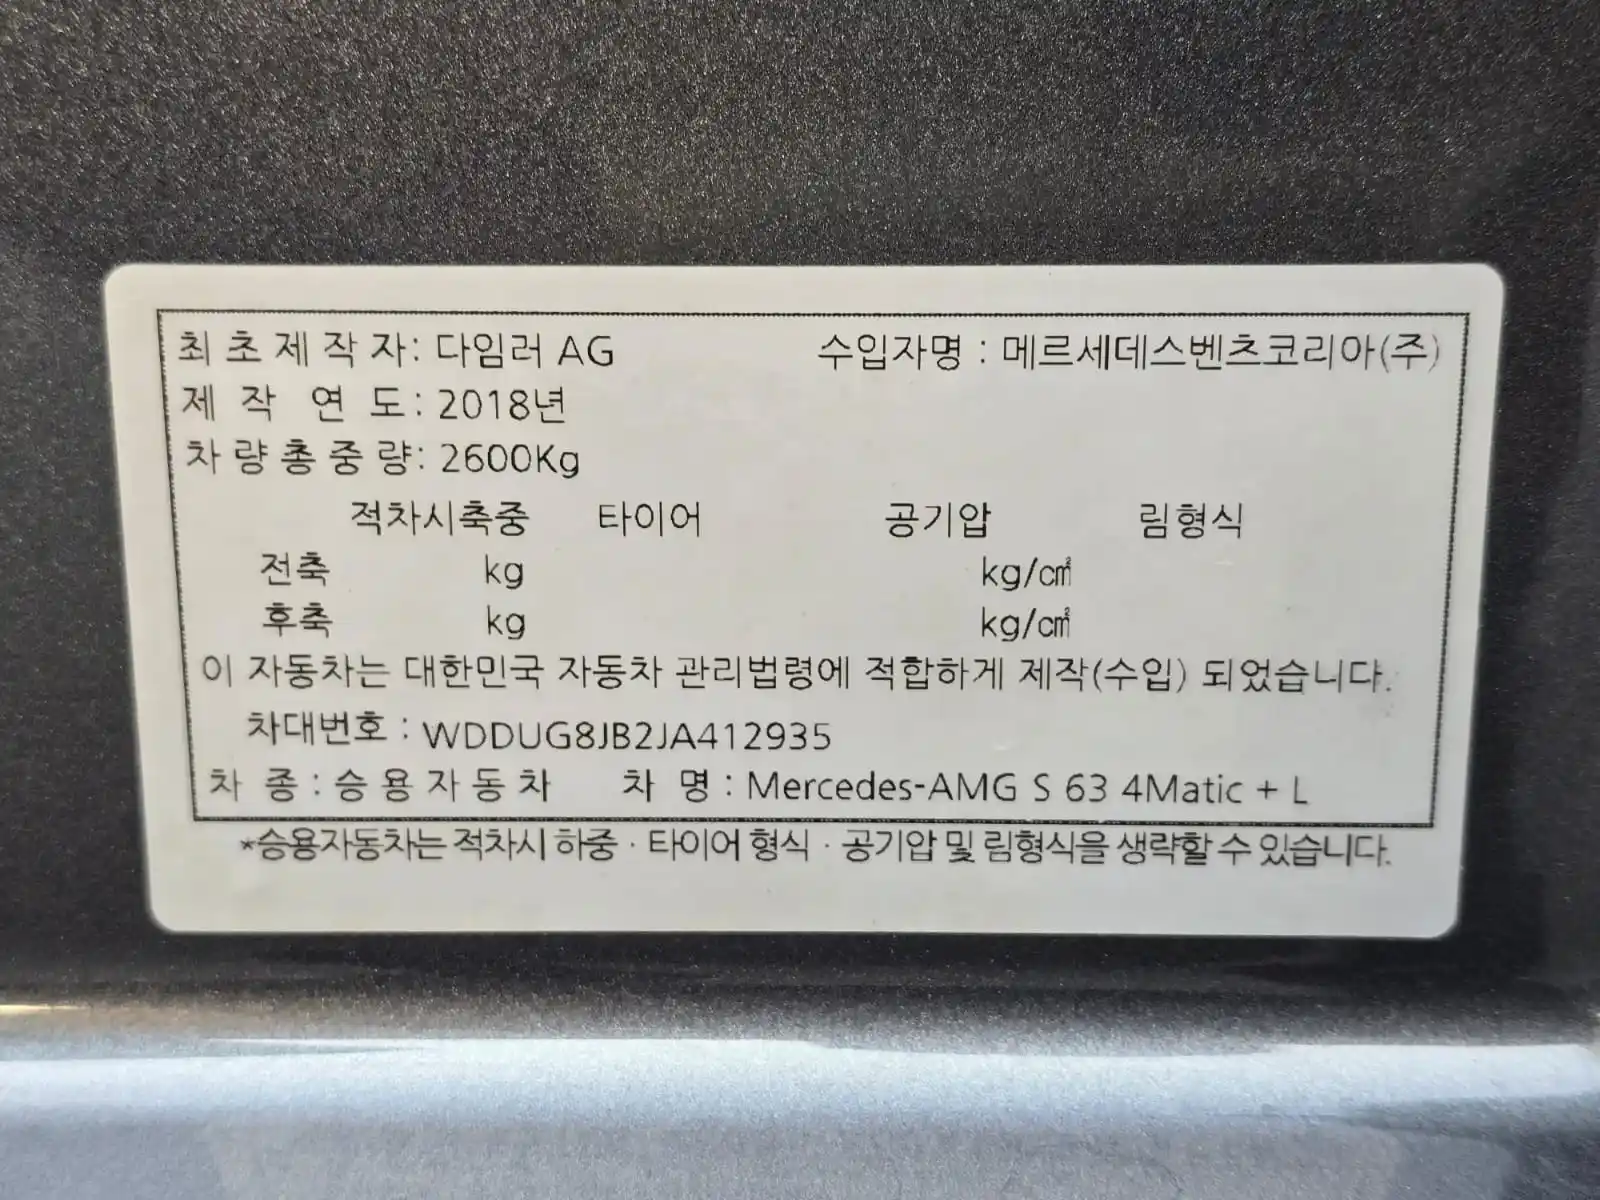 최초제작자: 다임러 AG 수입자명 : 메르세데스벤츠코리아(주)
제 작 연 도: 2018년
차량총중량: 2600Kg
적차시축중 타이어 공기압 림형식
전축 kg kg/㎠
후축 kg kg/㎠
이 자동차는 대한민국 자동차 관리법령에 적합하게 제작(수입) 되었습니다.
차대번호 : WDDUG8JB2JA412935
차 종 : 승용자동차 차 명 : Mercedes-AMG S 63 4Matic + L
*승용자동차는 적차시 하중 · 타이어 형식 · 공기압 및 림형식을 생략할 수 있습니다.